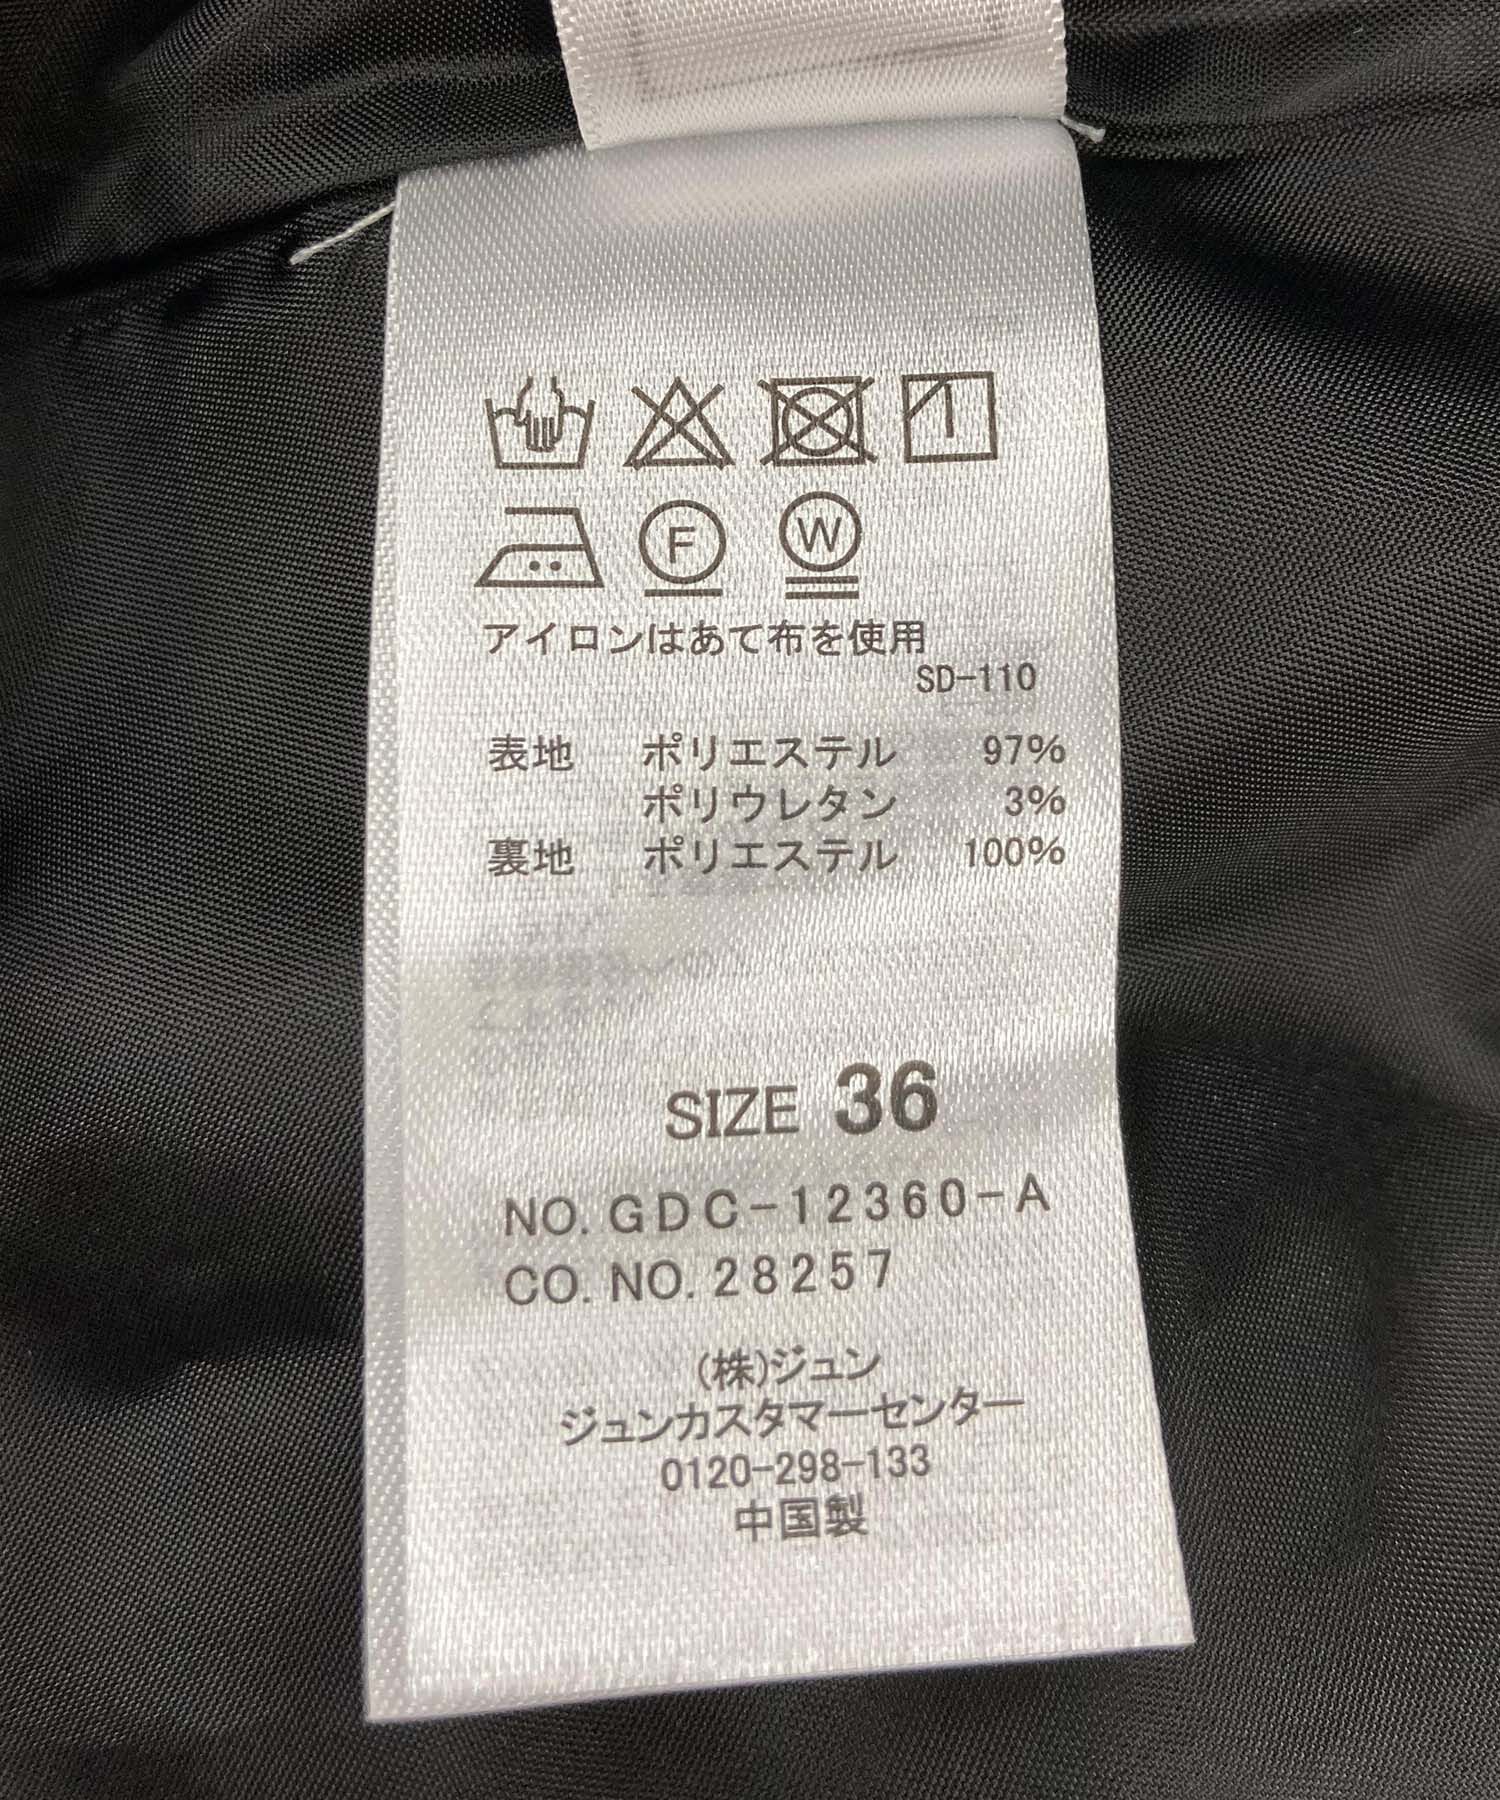 F W
アイロンはあて布を使用
SD-110
表地 ポリエステル 97%
ポリウレタン 3%
裏地 ポリエステル 100%
SIZE 36
NO. GDC-12360-A
CO. NO. 28257
(株)ジュン
ジュンカスタマーセンター
0120-298-133
中国製